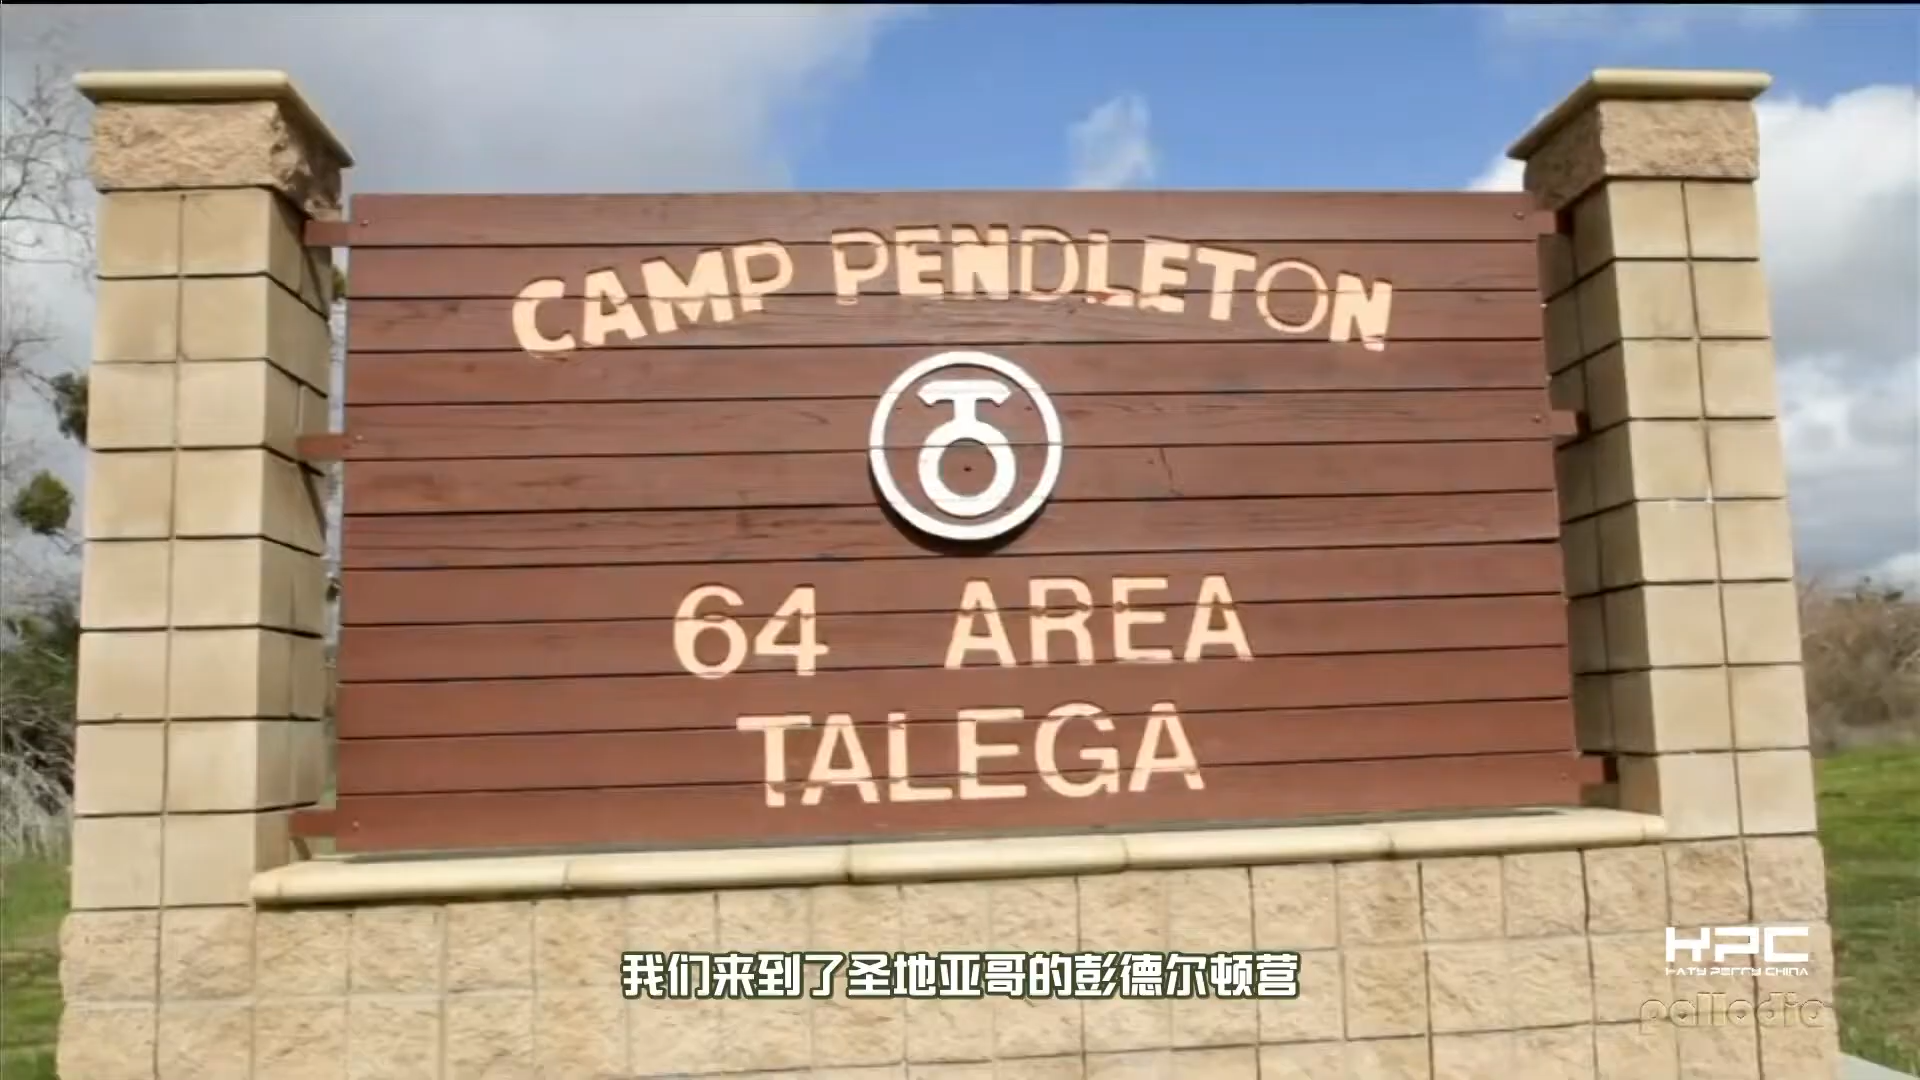 CAMP PENDLETON
64 AREA
TALEGA
我们来到了圣地亚哥的彭德尔顿营
KPC
KATY PERRY CHINA
palladia